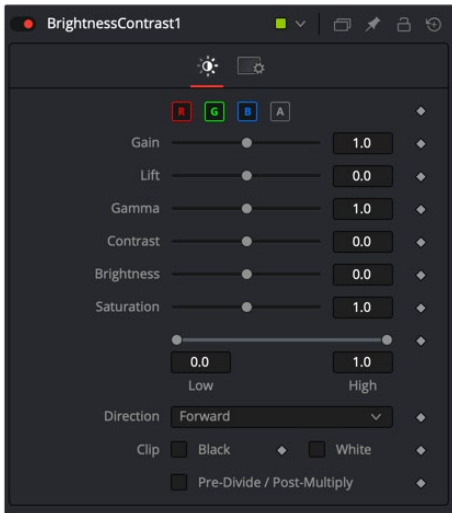 BrightnessContrast1
R G B A
Gain 1.0
Lift 0.0
Gamma 1.0
Contrast 0.0
Brightness 0.0
Saturation 1.0
0.0 1.0
Low High
Direction Forward
Clip Black White
Pre-Divide / Post-Multiply